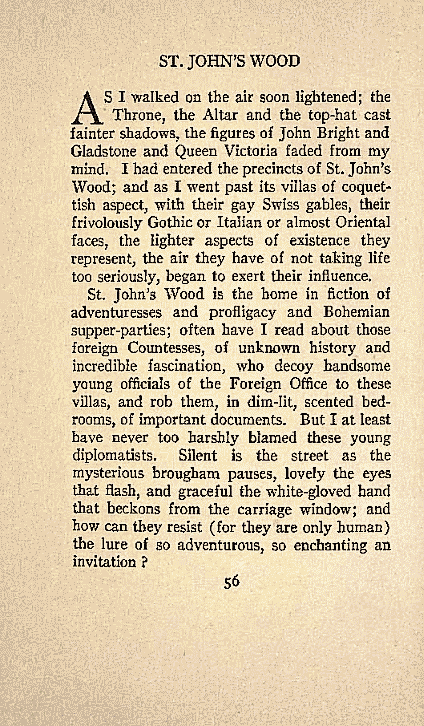 ST. JOHN'S WOOD
AS I walked on the air soon lightened; the
Throne, the Altar and the top-hat cast
fainter shadows, the figures of John Bright and
Gladstone and Queen Victoria faded from my
mind. I had entered the precincts of St. John's
Wood; and as I went past its villas of coquet-
tish aspect, with their gay Swiss gables, their
frivolously Gothic or Italian or almost Oriental
faces, the lighter aspects of existence they
represent, the air they have of not taking life
too seriously, began to exert their influence.
St. John's Wood is the home in fiction of
adventuresses and profligacy and Bohemian
supper-parties; often have I read about those
foreign Countesses, of unknown history and
incredible fascination, who decoy handsome
young officials of the Foreign Office to these
villas, and rob them, in dim-lit, scented bed-
rooms, of important documents. But I at least
have never too harshly blamed these young
diplomatists. Silent is the street as the
mysterious brougham pauses, lovely the eyes
that flash, and graceful the white-gloved hand
that beckons from the carriage window; and
how can they resist (for they are only human)
the lure of so adventurous, so enchanting an
invitation ?
56